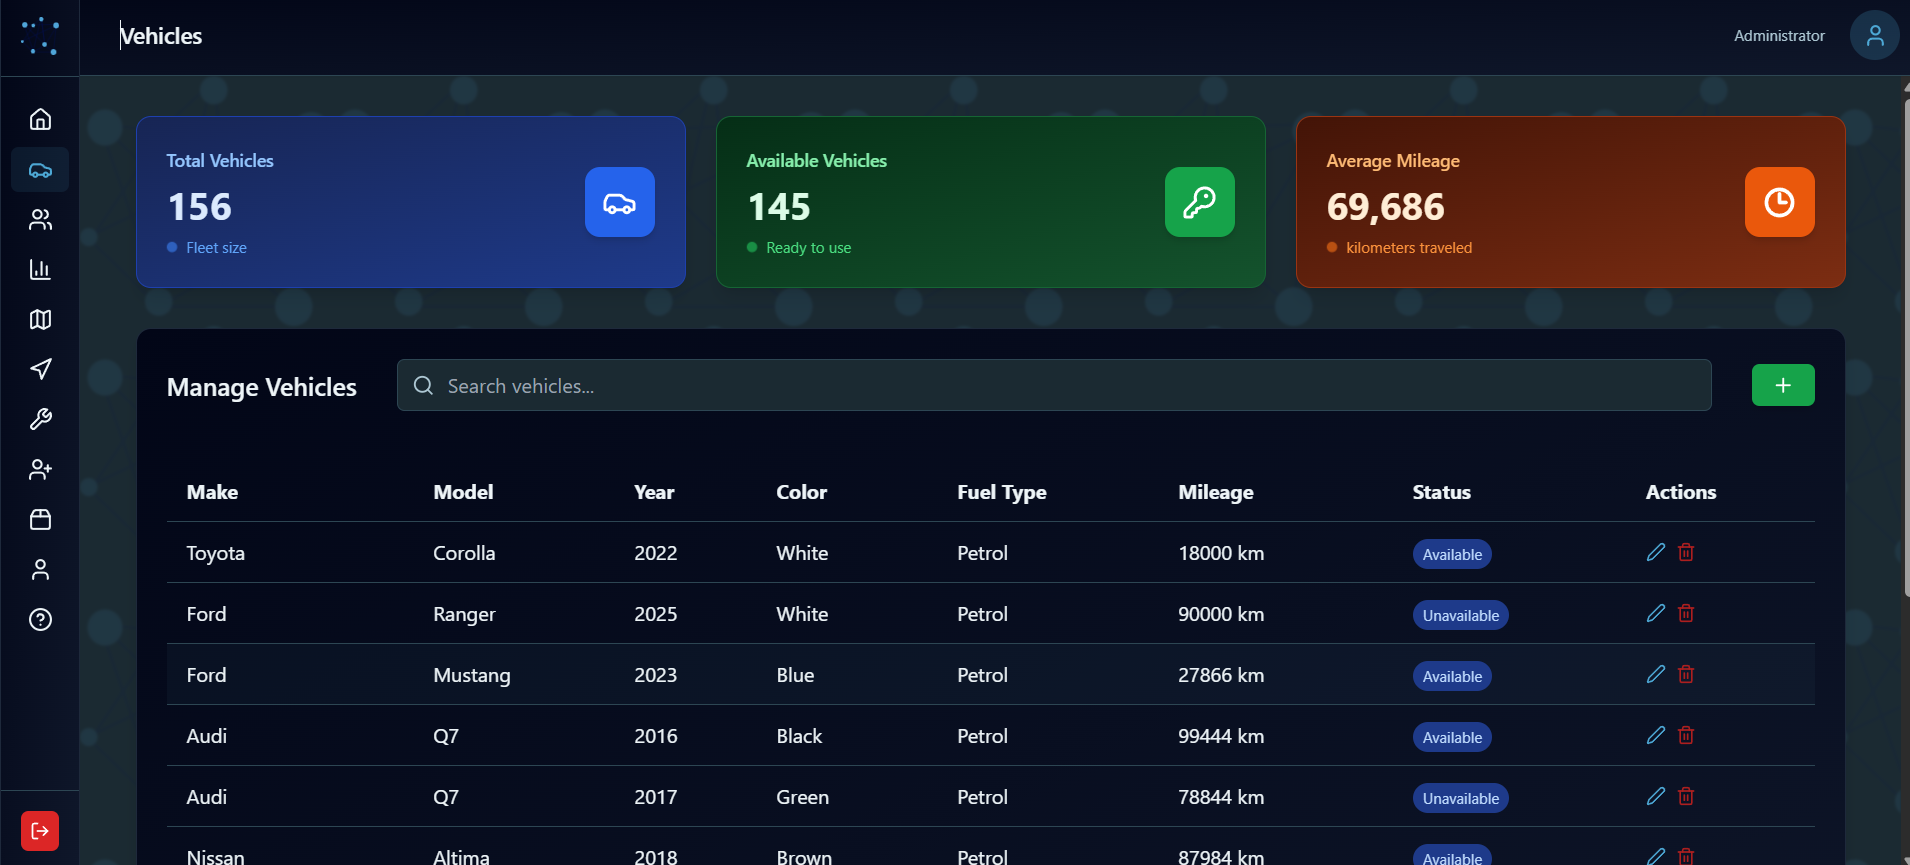 Vehicles
Administrator
Total Vehicles
156
Fleet size
Available Vehicles
145
Ready to use
Average Mileage
69,686
kilometers traveled
Manage Vehicles
Search vehicles...
Make Model Year Color Fuel Type Mileage Status Actions
Toyota Corolla 2022 White Petrol 18000 km Available
Ford Ranger 2025 White Petrol 90000 km Unavailable
Ford Mustang 2023 Blue Petrol 27866 km Available
Audi Q7 2016 Black Petrol 99444 km Available
Audi Q7 2017 Green Petrol 78844 km Unavailable
Nissan Altima 2018 Brown Petrol 87984 km Available